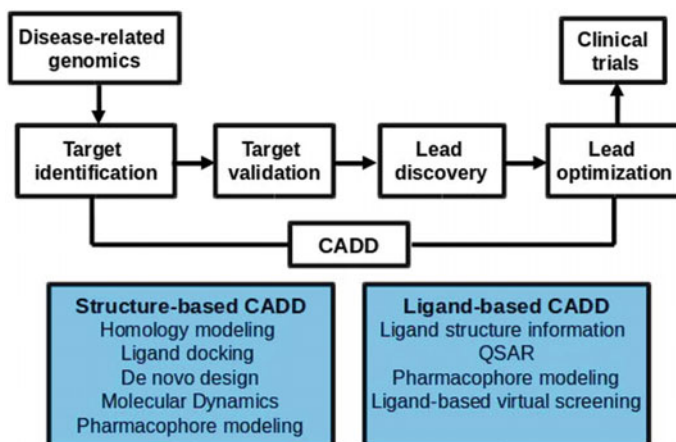 Disease-related
genomics
Clinical
trials
Target
identification
Target
validation
Lead
discovery
Lead
optimization
CADD
Structure-based CADD
Homology modeling
Ligand docking
De novo design
Molecular Dynamics
Pharmacophore modeling
Ligand-based CADD
Ligand structure information
QSAR
Pharmacophore modeling
Ligand-based virtual screening